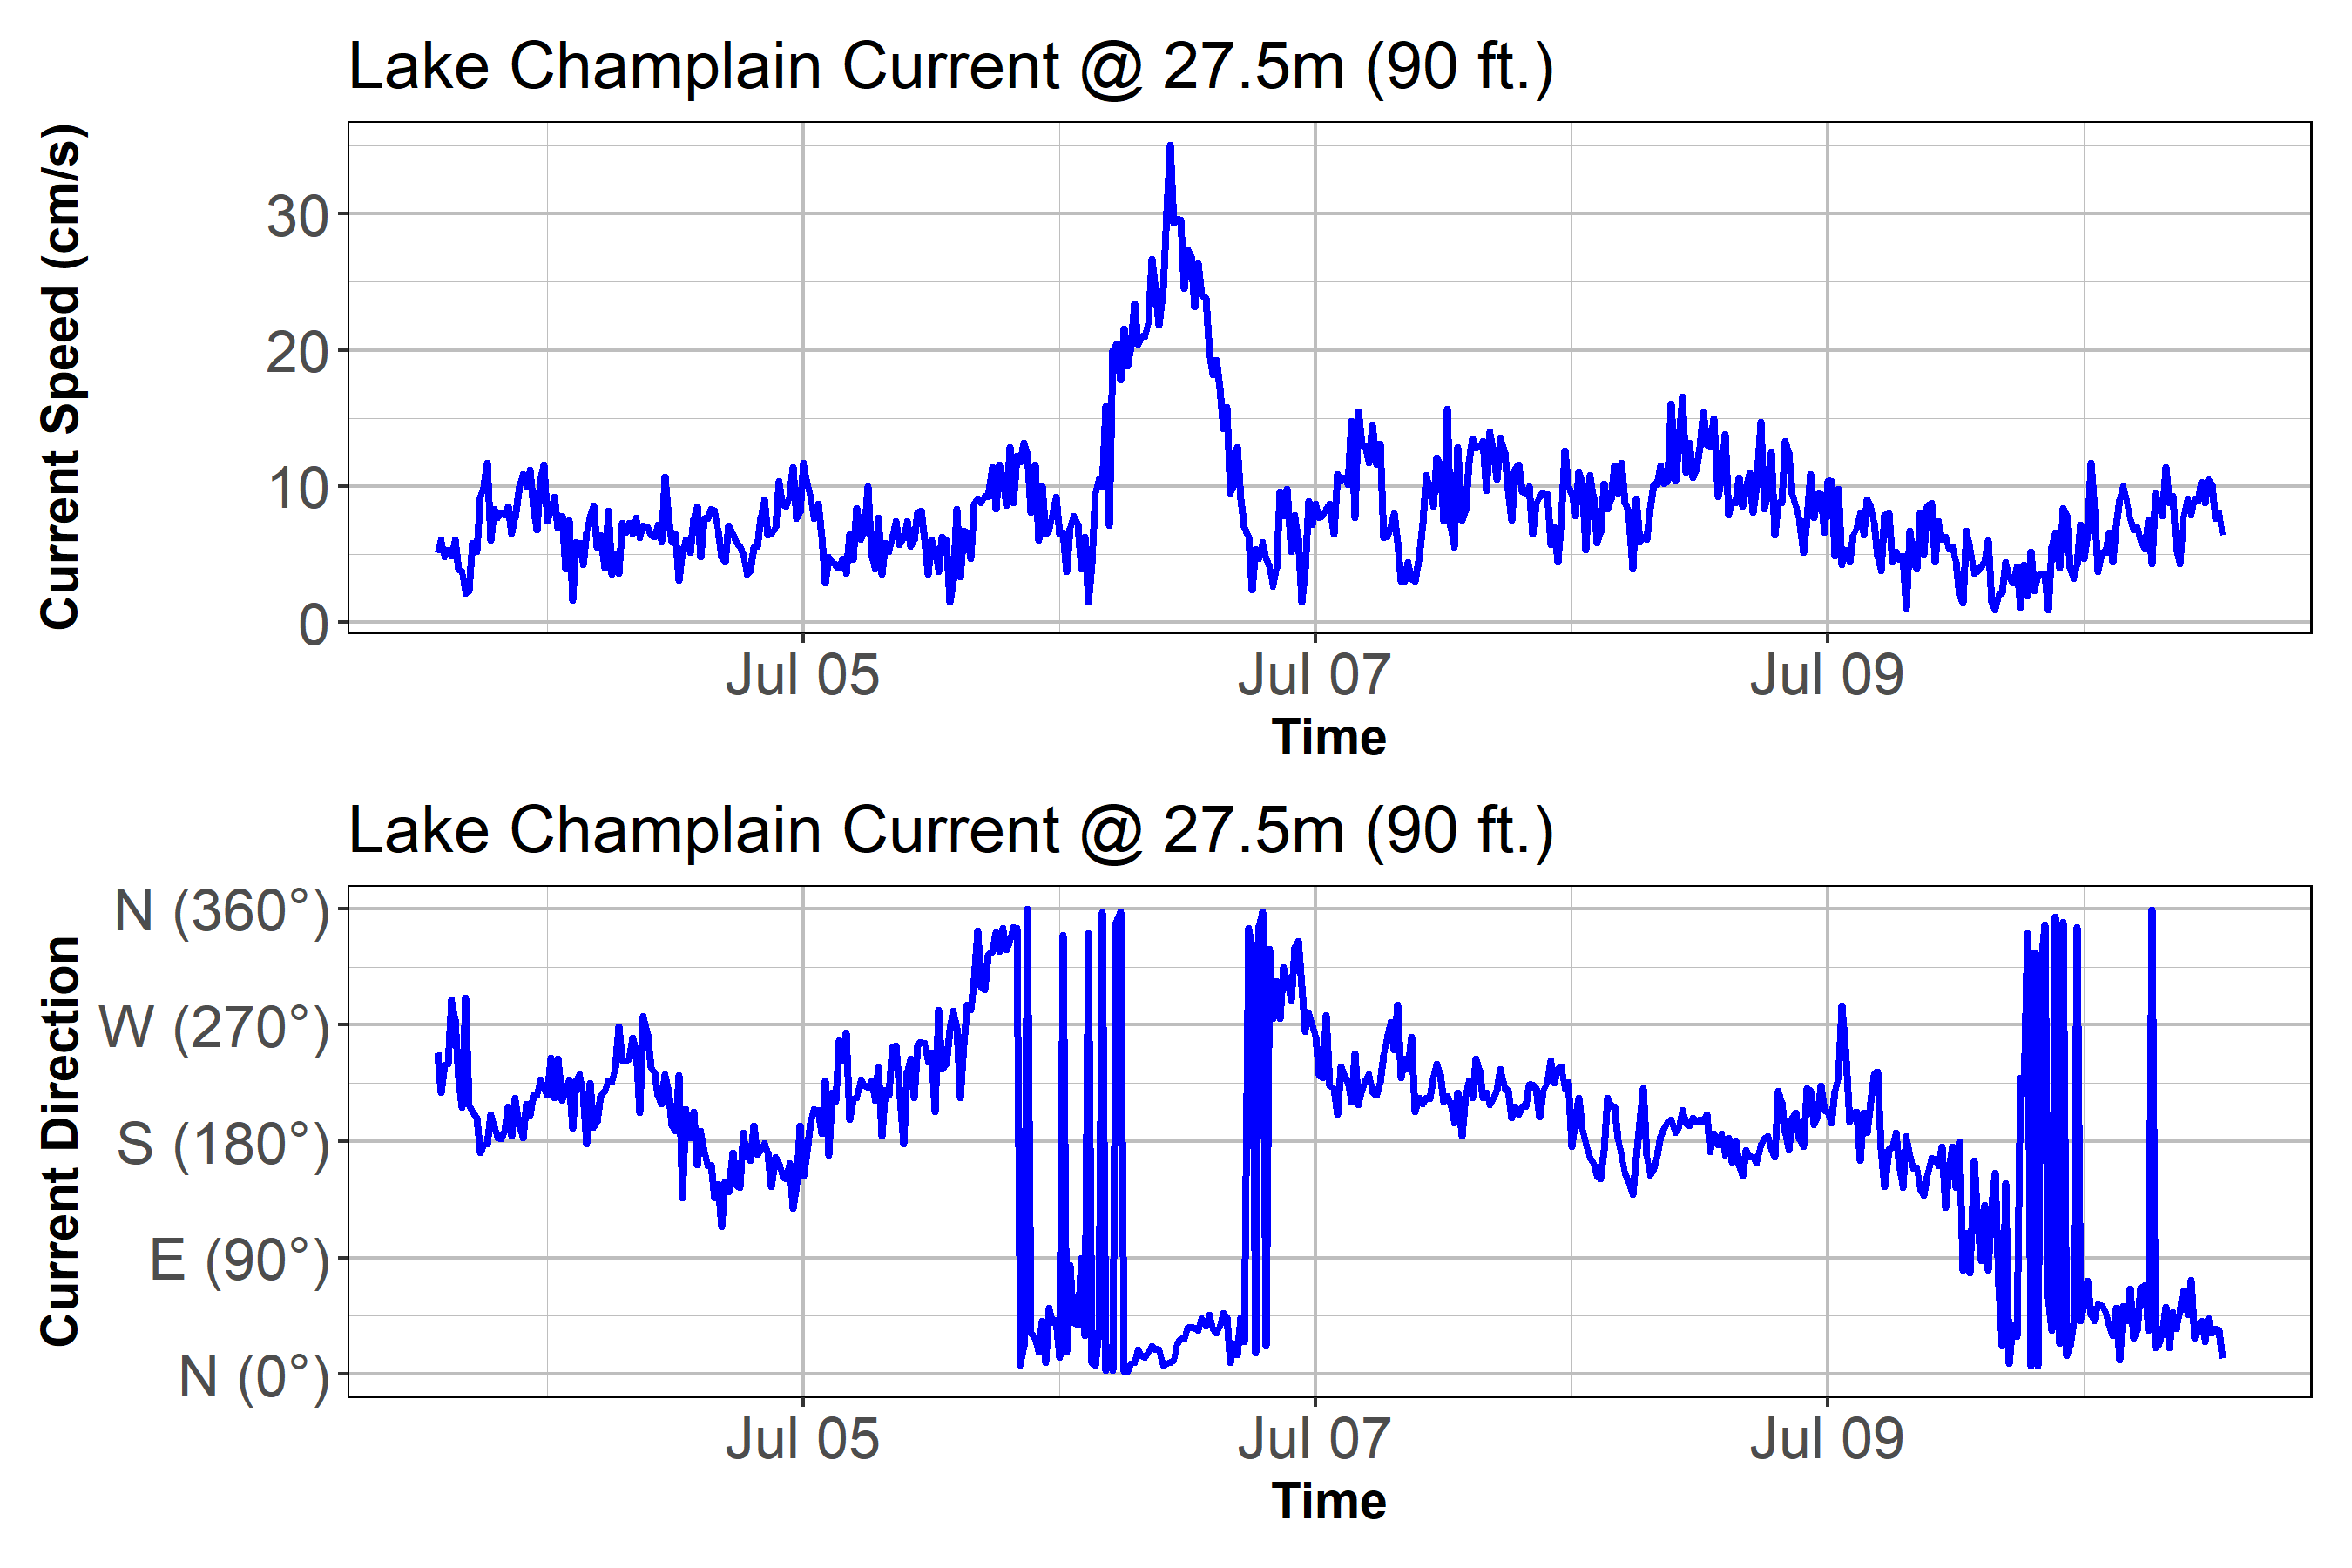 Lake Champlain Current @ 27.5m (90 ft.)
Current Speed (cm/s)
30
20
10
0
Jul 05 Jul 07 Jul 09
Time
Lake Champlain Current @ 27.5m (90 ft.)
Current Direction
N (360°)
W (270°)
S (180°)
E (90°)
N (0°)
Jul 05 Jul 07 Jul 09
Time